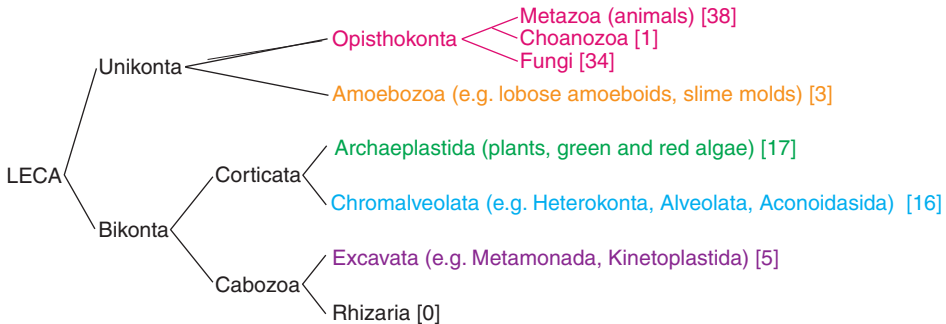 Metazoa (animals) [38]
Opisthokonta
Choanozoa [1]
Fungi [34]
Unikonta
Amoebozoa (e.g. lobose amoeboids, slime molds) [3]
Archaeplastida (plants, green and red algae) [17]
LECA
Corticata
Chromalveolata (e.g. Heterokonta, Alveolata, Aconoidasida) [16]
Bikonta
Excavata (e.g. Metamonada, Kinetoplastida) [5]
Cabozoa
Rhizaria [0]